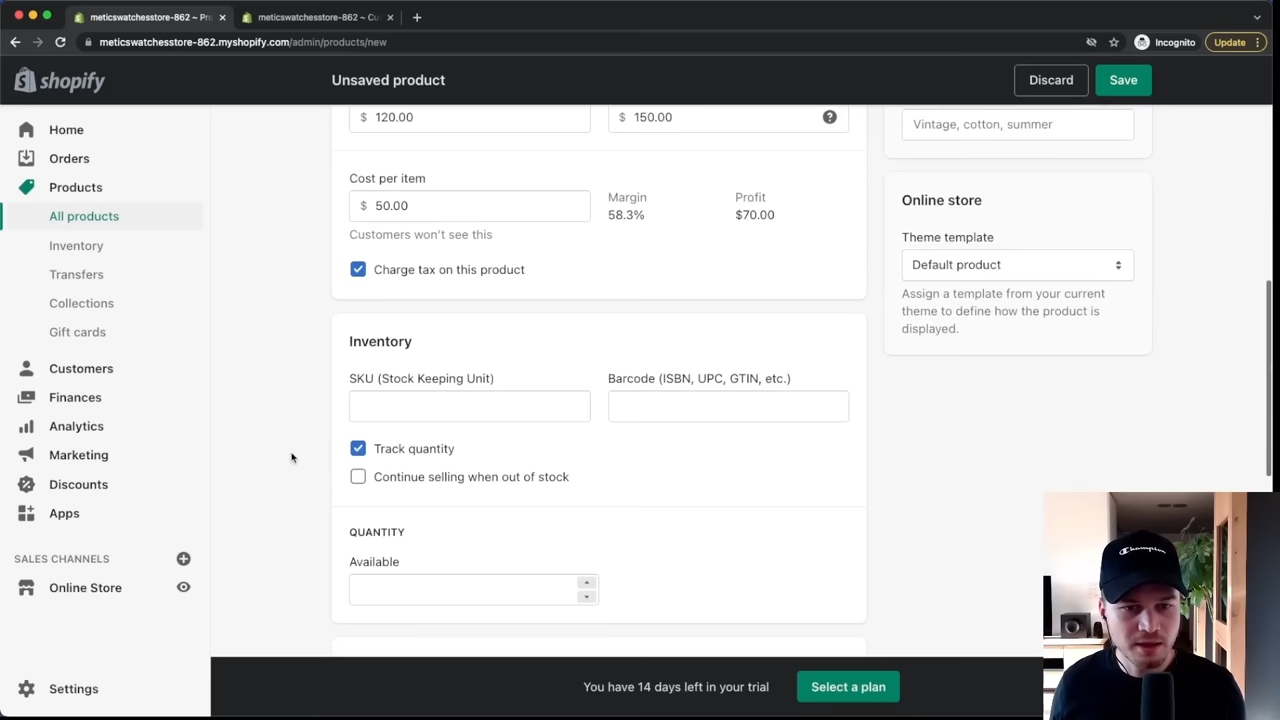 meticswatchesstore-862 ~ Pro
meticswatchesstore-862 ~ Cu
meticswatchesstore-862.myshopify.com/admin/products/new
Incognito
Update
shopify
Unsaved product
Discard
Save
Home
Orders
Products
All products
Inventory
Transfers
Collections
Gift cards
Customers
Finances
Analytics
Marketing
Discounts
Apps
SALES CHANNELS
Online Store
Settings
$ 120.00
$ 150.00
Cost per item
$ 50.00
Margin
58.3%
Profit
$70.00
Customers won't see this
Charge tax on this product
Inventory
SKU (Stock Keeping Unit)
Barcode (ISBN, UPC, GTIN, etc.)
Track quantity
Continue selling when out of stock
QUANTITY
Available
Vintage, cotton, summer
Online store
Theme template
Default product
Assign a template from your current
theme to define how the product is
displayed.
You have 14 days left in your trial
Select a plan
Champion